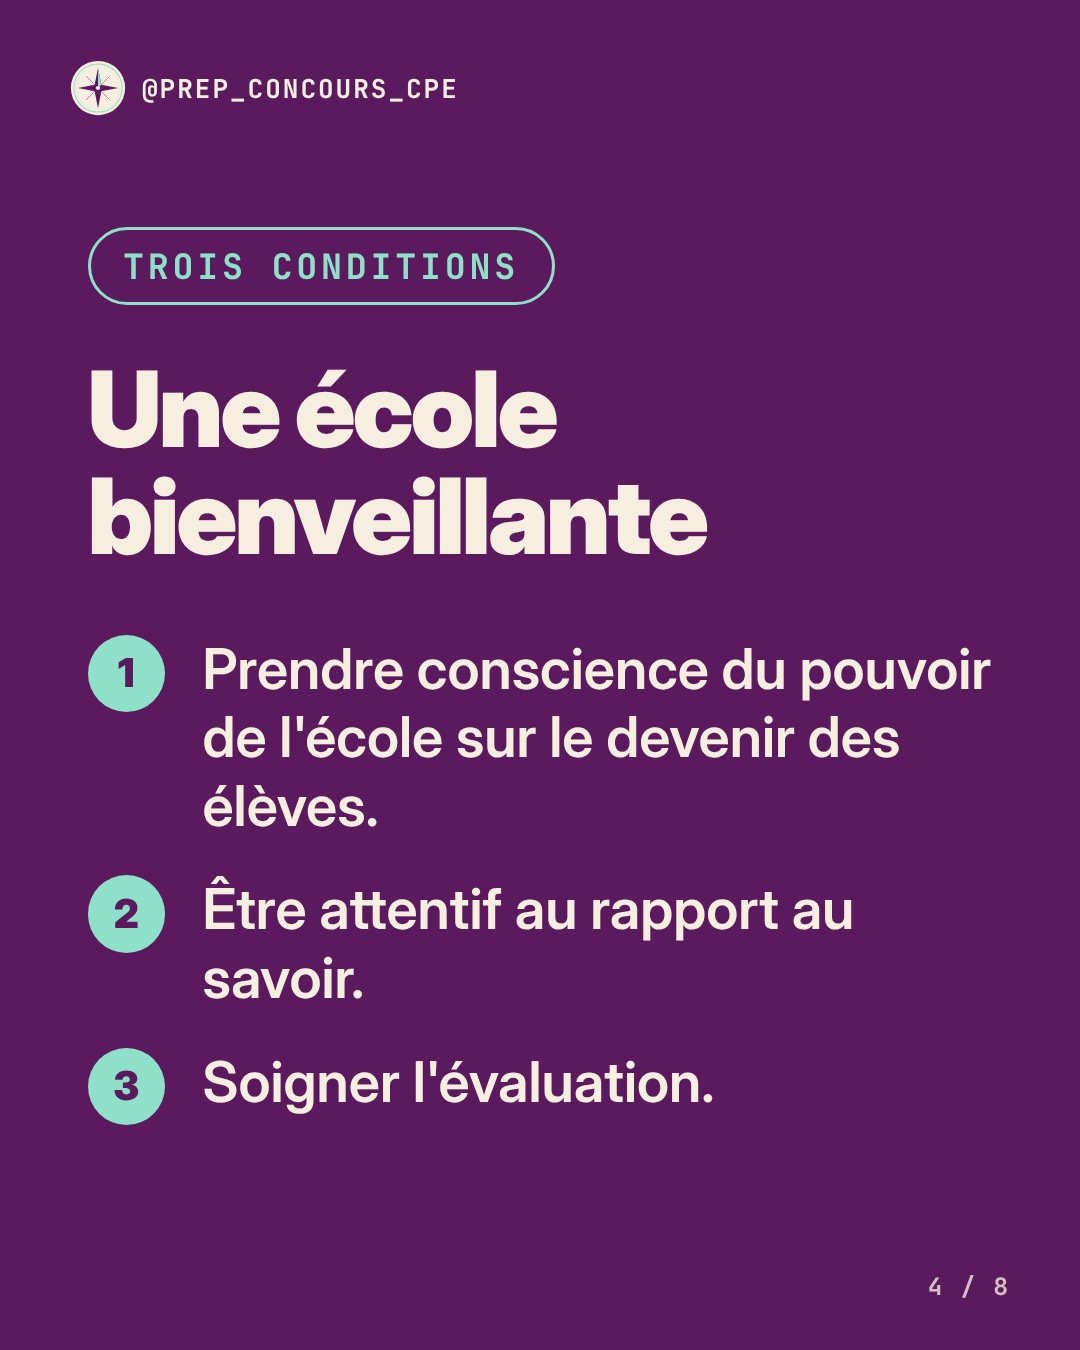 @PREP_CONCOURS_CPE
TROIS CONDITIONS
Une école
bienveillante
1 Prendre conscience du pouvoir
de l'école sur le devenir des
élèves.
2 Être attentif au rapport au
savoir.
3 Soigner l'évaluation.
4 / 8